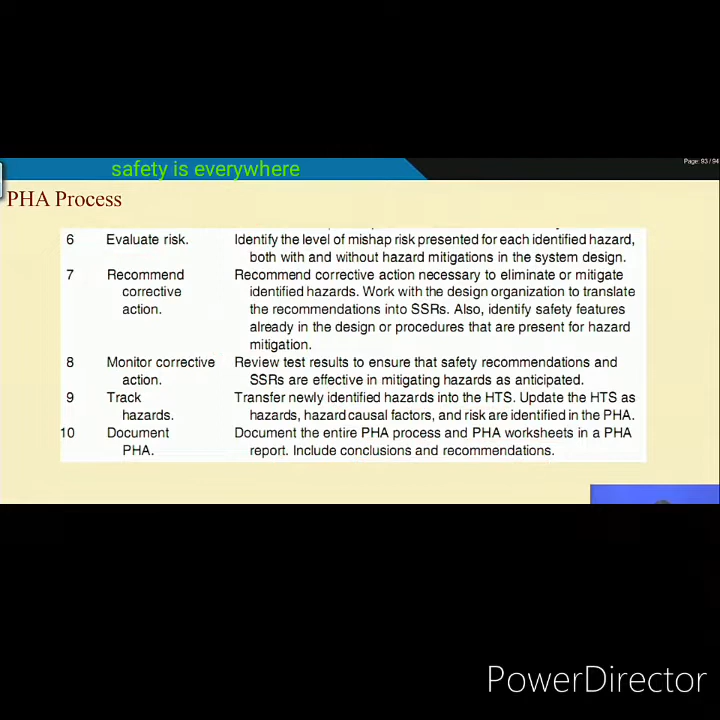 Page: 93 / 94
safety is everywhere
PHA Process
6 Evaluate risk. Identify the level of mishap risk presented for each identified hazard,
both with and without hazard mitigations in the system design.
7 Recommend Recommend corrective action necessary to eliminate or mitigate
corrective identified hazards. Work with the design organization to translate
action. the recommendations into SSRs. Also, identify safety features
already in the design or procedures that are present for hazard
mitigation.
8 Monitor corrective Review test results to ensure that safety recommendations and
action. SSRs are effective in mitigating hazards as anticipated.
9 Track Transfer newly identified hazards into the HTS. Update the HTS as
hazards. hazards, hazard causal factors, and risk are identified in the PHA.
10 Document Document the entire PHA process and PHA worksheets in a PHA
PHA. report. Include conclusions and recommendations.
PowerDirector